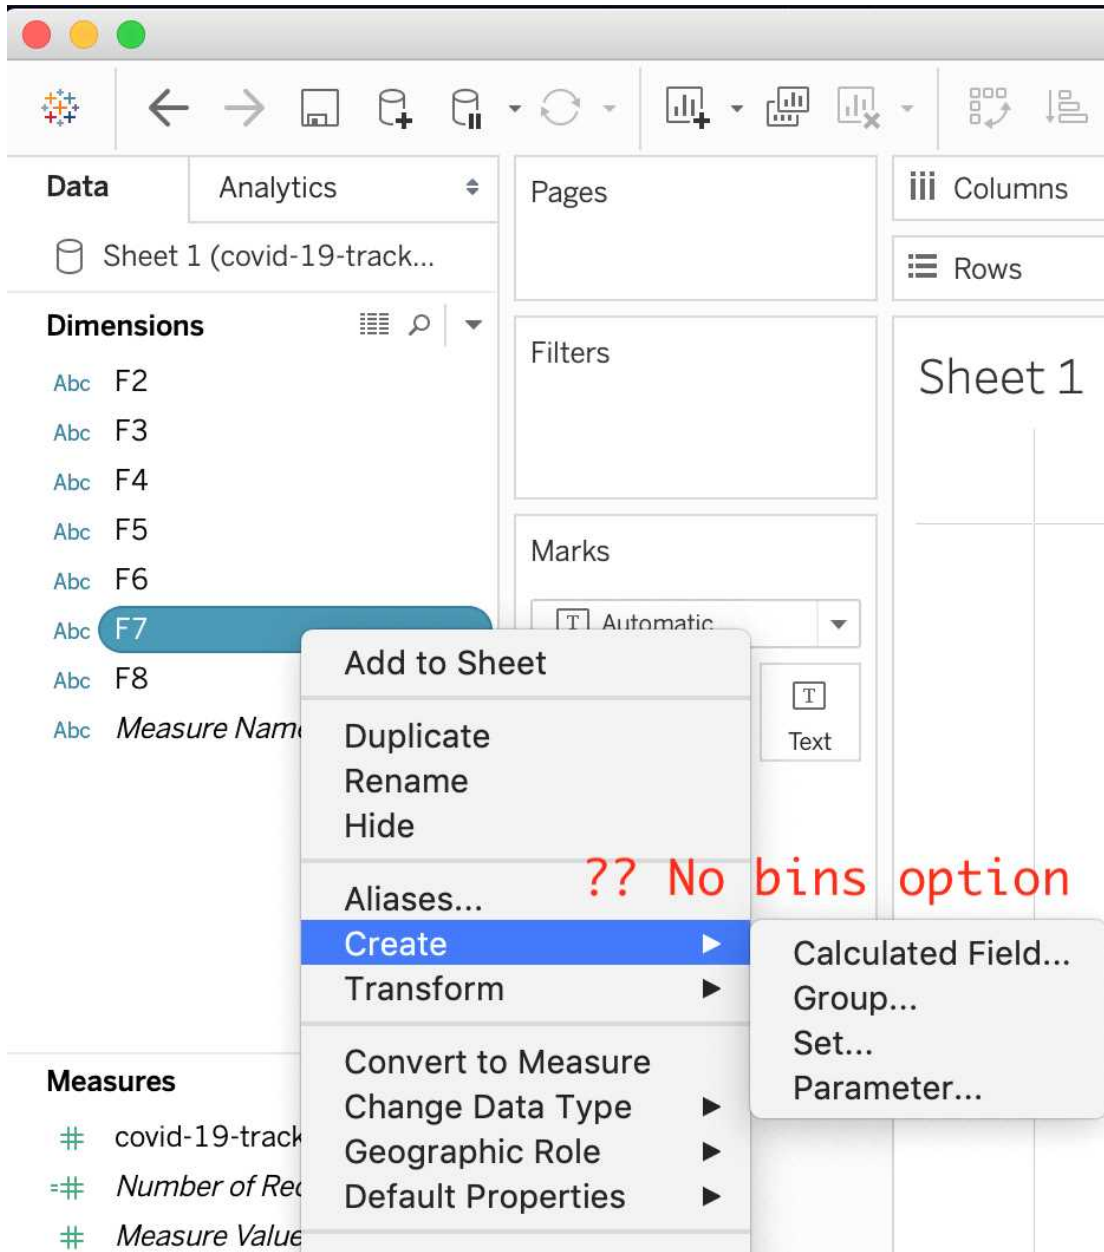 Data
Analytics
Sheet 1 (covid-19-track...
Dimensions
Abc F2
Abc F3
Abc F4
Abc F5
Abc F6
Abc F7
Abc F8
Abc Measure Nam
Measures
covid-19-track
Number of Rec
Measure Value
Pages
Filters
Marks
T Automatic
T
Text
Columns
Rows
Sheet 1
Add to Sheet
Duplicate
Rename
Hide
?? No bins option
Aliases...
Create
Transform
Convert to Measure
Change Data Type
Geographic Role
Default Properties
Calculated Field...
Group...
Set...
Parameter...